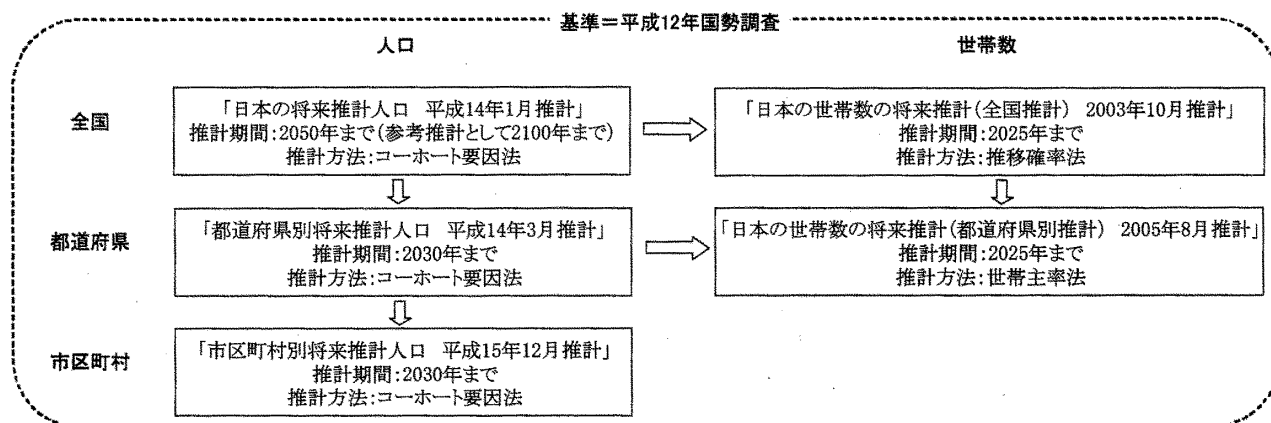 基準=平成12年国勢調査
人口
世帯数
全国
「日本の将来推計人口 平成14年1月推計」
推計期間:2050年まで(参考推計として2100年まで)
推計方法:コーホート要因法
「日本の世帯数の将来推計(全国推計) 2003年10月推計」
推計期間:2025年まで
推計方法:推移確率法
都道府県
「都道府県別将来推計人口 平成14年3月推計」
推計期間:2030年まで
推計方法:コーホート要因法
「日本の世帯数の将来推計(都道府県別推計) 2005年8月推計」
推計期間:2025年まで
推計方法:世帯主率法
市区町村
「市区町村別将来推計人口 平成15年12月推計」
推計期間:2030年まで
推計方法:コーホート要因法